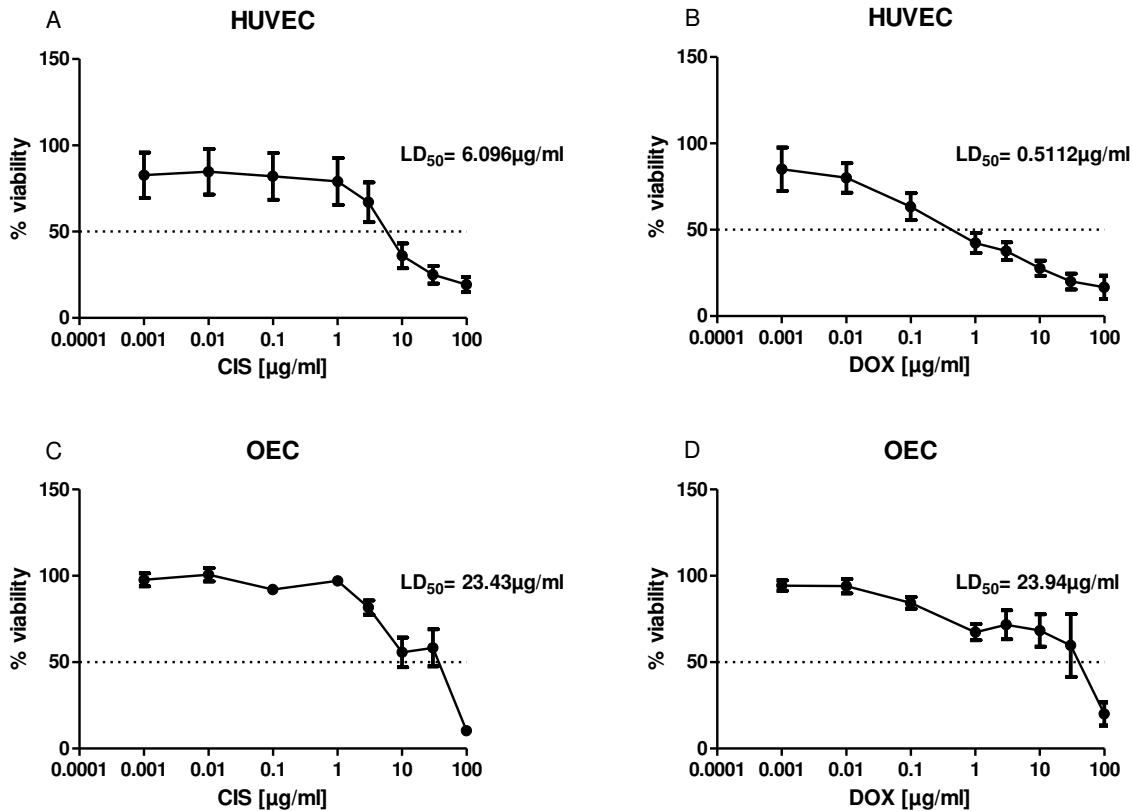 A
HUVEC
150
100
50
0
% viability
LD50= 6.096µg/ml
0.0001 0.001 0.01 0.1 1 10 100
CIS [µg/ml]
B
HUVEC
150
100
50
0
% viability
LD50= 0.5112µg/ml
0.0001 0.001 0.01 0.1 1 10 100
DOX [µg/ml]
C
OEC
150
100
50
0
% viability
LD50= 23.43µg/ml
0.0001 0.001 0.01 0.1 1 10 100
CIS [µg/ml]
D
OEC
150
100
50
0
% viability
LD50= 23.94µg/ml
0.0001 0.001 0.01 0.1 1 10 100
DOX [µg/ml]